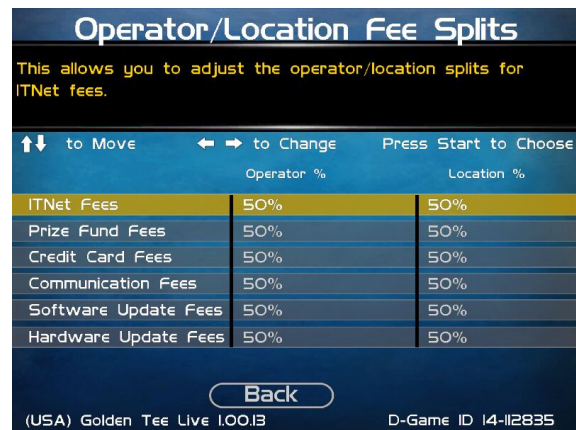 Operator/Location Fee Splits
This allows you to adjust the operator/location splits for
ITNet fees.
⬆⬇ to Move ⬅ ➡ to Change Press Start to Choose
Operator % Location %
ITNet Fees 50% 50%
Prize Fund Fees 50% 50%
Credit Card Fees 50% 50%
Communication Fees 50% 50%
Software Update Fees 50% 50%
Hardware Update Fees 50% 50%
Back
(USA) Golden Tee Live 1.00.13 D-Game ID 14-112835